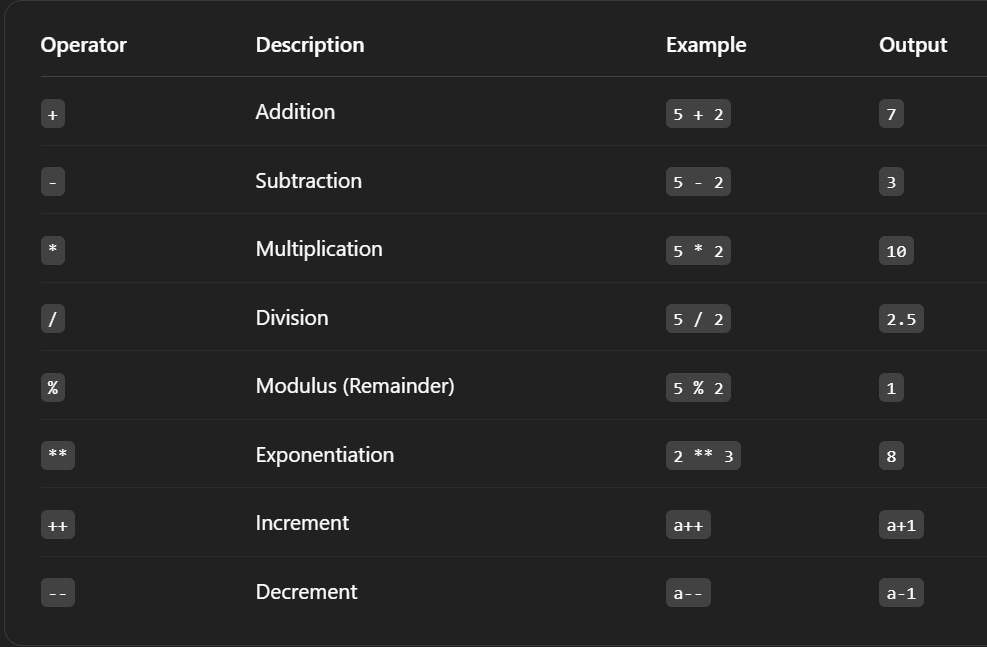 Operator Description Example Output
+ Addition 5 + 2 7
- Subtraction 5 - 2 3
* Multiplication 5 * 2 10
/ Division 5 / 2 2.5
% Modulus (Remainder) 5 % 2 1
** Exponentiation 2 ** 3 8
++ Increment a++ a+1
-- Decrement a-- a-1